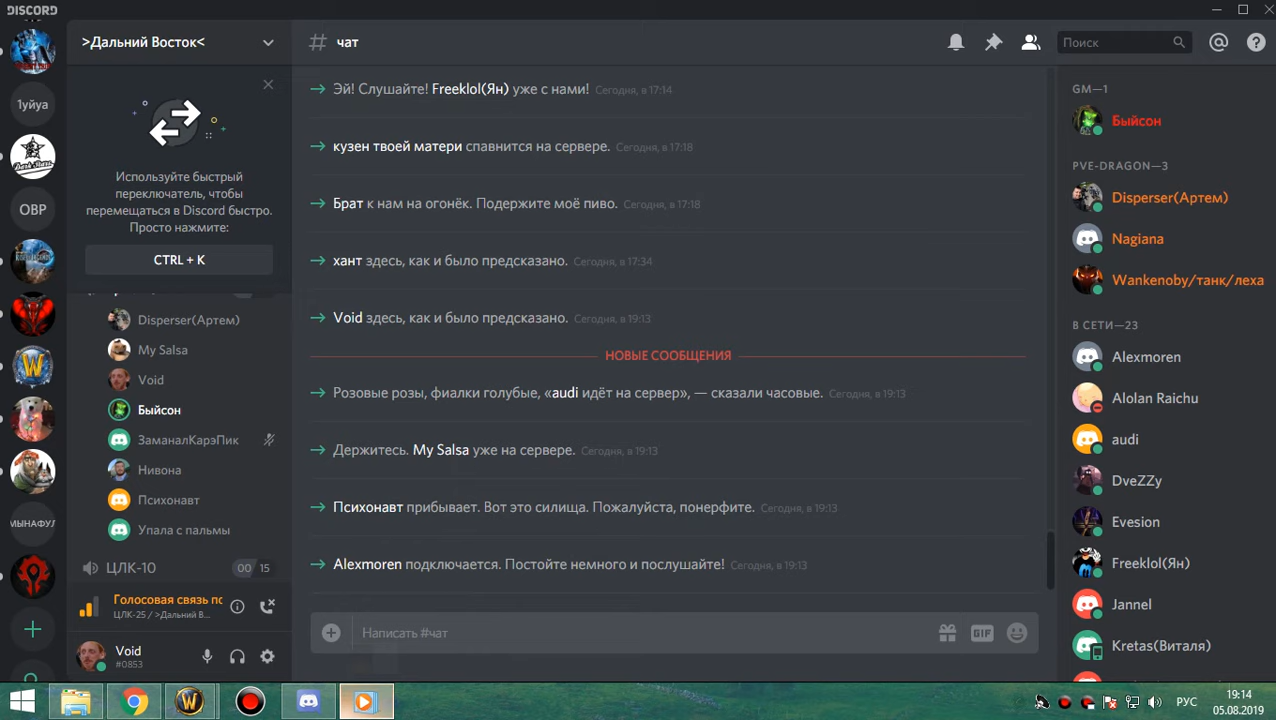 DISCORD
1уйуа
ОВР
МЫНАФУЛ
>Дальний Восток<
Используйте быстрый
переключатель, чтобы
перемещаться в Discord быстро.
Просто нажмите:
CTRL + K
Disperser(Артем)
My Salsa
Void
Быйсон
ЗаманалКарэПик
Нивона
Психонавт
Упала с пальмы
ЦЛК-10
00 15
Голосовая связь по
ЦЛК-25 / >Дальний В...
Void
#0853
# чат
Поиск
Эй! Слушайте! Freeklol(Ян) уже с нами! Сегодня, в 17:14
кузен твоей матери спавнится на сервере. Сегодня, в 17:18
Брат к нам на огонёк. Подержите моё пиво. Сегодня, в 17:18
хант здесь, как и было предсказано. Сегодня, в 17:34
Void здесь, как и было предсказано. Сегодня, в 19:13
НОВЫЕ СООБЩЕНИЯ
Розовые розы, фиалки голубые, «audi идёт на сервер», — сказали часовые. Сегодня, в 19:13
Держитесь. My Salsa уже на сервере. Сегодня, в 19:13
Психонавт прибывает. Вот это силища. Пожалуйста, понерфите. Сегодня, в 19:13
Alexmoren подключается. Постойте немного и послушайте! Сегодня, в 19:13
Написать #чат
GIF
GM—1
Быйсон
PVE-DRAGON—3
Disperser(Артем)
Nagiana
Wankenoby/танк/леха
В СЕТИ—23
Alexmoren
Alolan Raichu
audi
DveZZy
Evesion
Freeklol(Ян)
Jannel
Kretas(Виталя)
РУС
19:14
05.08.2019